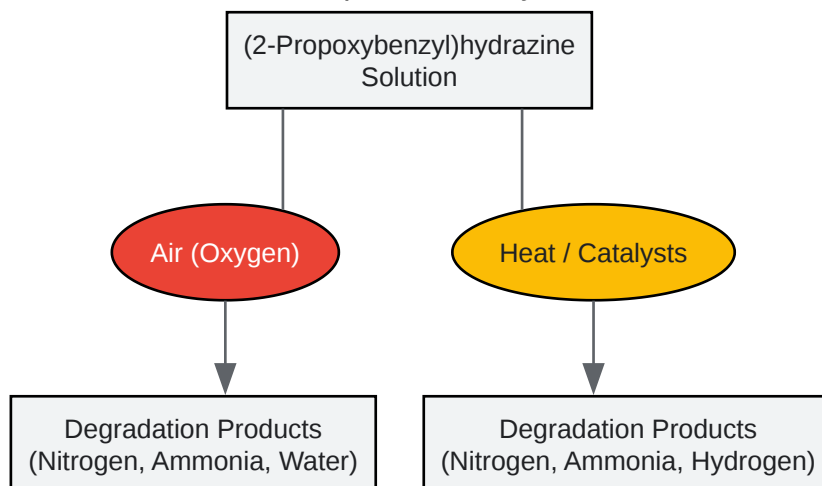 (2-Propoxybenzyl)hydrazine
Solution
Air (Oxygen)
Heat / Catalysts
Degradation Products
(Nitrogen, Ammonia, Water)
Degradation Products
(Nitrogen, Ammonia, Hydrogen)